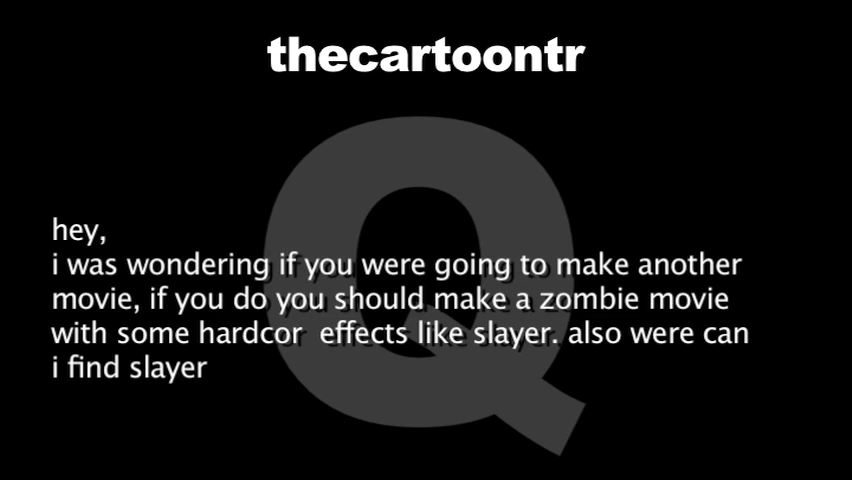 thecartoontr
Q
hey,
i was wondering if you were going to make another
movie, if you do you should make a zombie movie
with some hardcor  effects like slayer. also were can
i find slayer